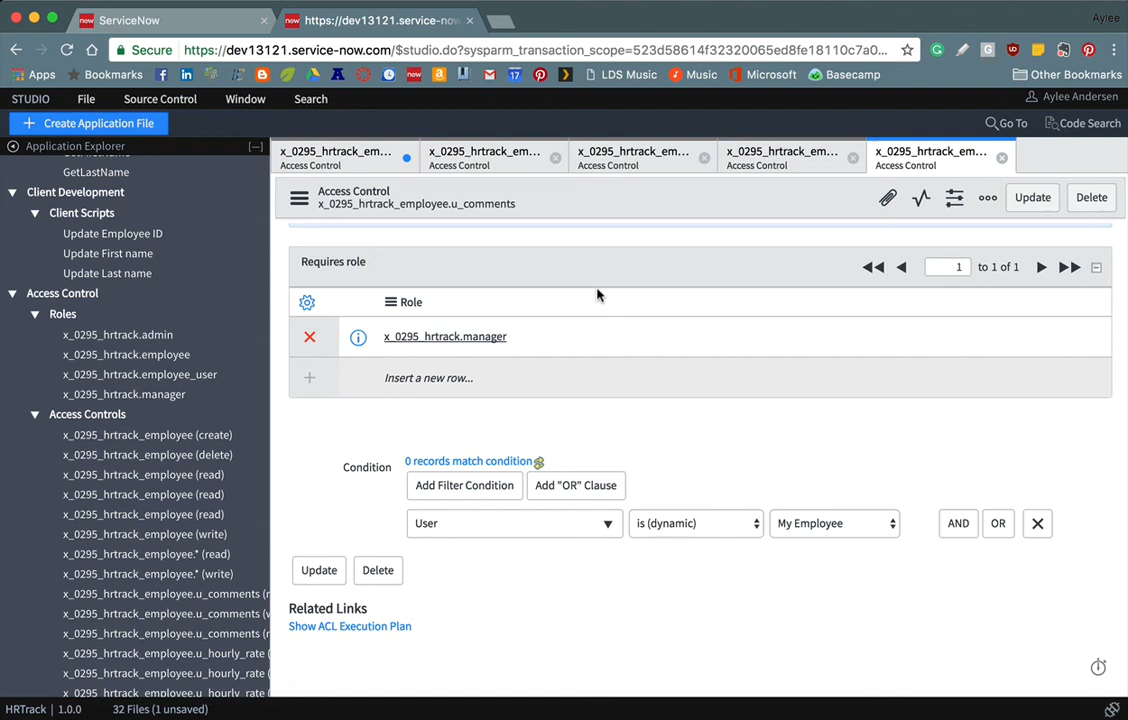 ServiceNow
https://dev13121.service-now
Aylee
Secure
https://dev13121.service-now.com/$studio.do?sysparm_transaction_scope=523d58614f32320065ed8fe18110c7a0...
Apps
Bookmarks
LDS Music
Music
Microsoft
Basecamp
Other Bookmarks
STUDIO
File
Source Control
Window
Search
Aylee Andersen
+ Create Application File
Go To
Code Search
Application Explorer
[—]
x_0295_hrtrack_em...
Access Control
x_0295_hrtrack_em...
Access Control
x_0295_hrtrack_em...
Access Control
x_0295_hrtrack_em...
Access Control
x_0295_hrtrack_em...
Access Control
GetLastName
Client Development
Client Scripts
Update Employee ID
Update First name
Update Last name
Access Control
Roles
x_0295_hrtrack.admin
x_0295_hrtrack.employee
x_0295_hrtrack.employee_user
x_0295_hrtrack.manager
Access Controls
x_0295_hrtrack_employee (create)
x_0295_hrtrack_employee (delete)
x_0295_hrtrack_employee (read)
x_0295_hrtrack_employee (read)
x_0295_hrtrack_employee (read)
x_0295_hrtrack_employee (write)
x_0295_hrtrack_employee.* (read)
x_0295_hrtrack_employee.* (write)
x_0295_hrtrack_employee.u_comments (r
x_0295_hrtrack_employee.u_comments (w
x_0295_hrtrack_employee.u_comments (r
x_0295_hrtrack_employee.u_hourly_rate (
x_0295_hrtrack_employee.u_hourly_rate (
x_0295_hrtrack_employee.u_hourly_rate (
Access Control
x_0295_hrtrack_employee.u_comments
Update
Delete
Requires role
1
to 1 of 1
Role
x_0295_hrtrack.manager
Insert a new row...
Condition
0 records match condition
Add Filter Condition
Add "OR" Clause
User
is (dynamic)
My Employee
AND
OR
Update
Delete
Related Links
Show ACL Execution Plan
HRTrack | 1.0.0
32 Files (1 unsaved)